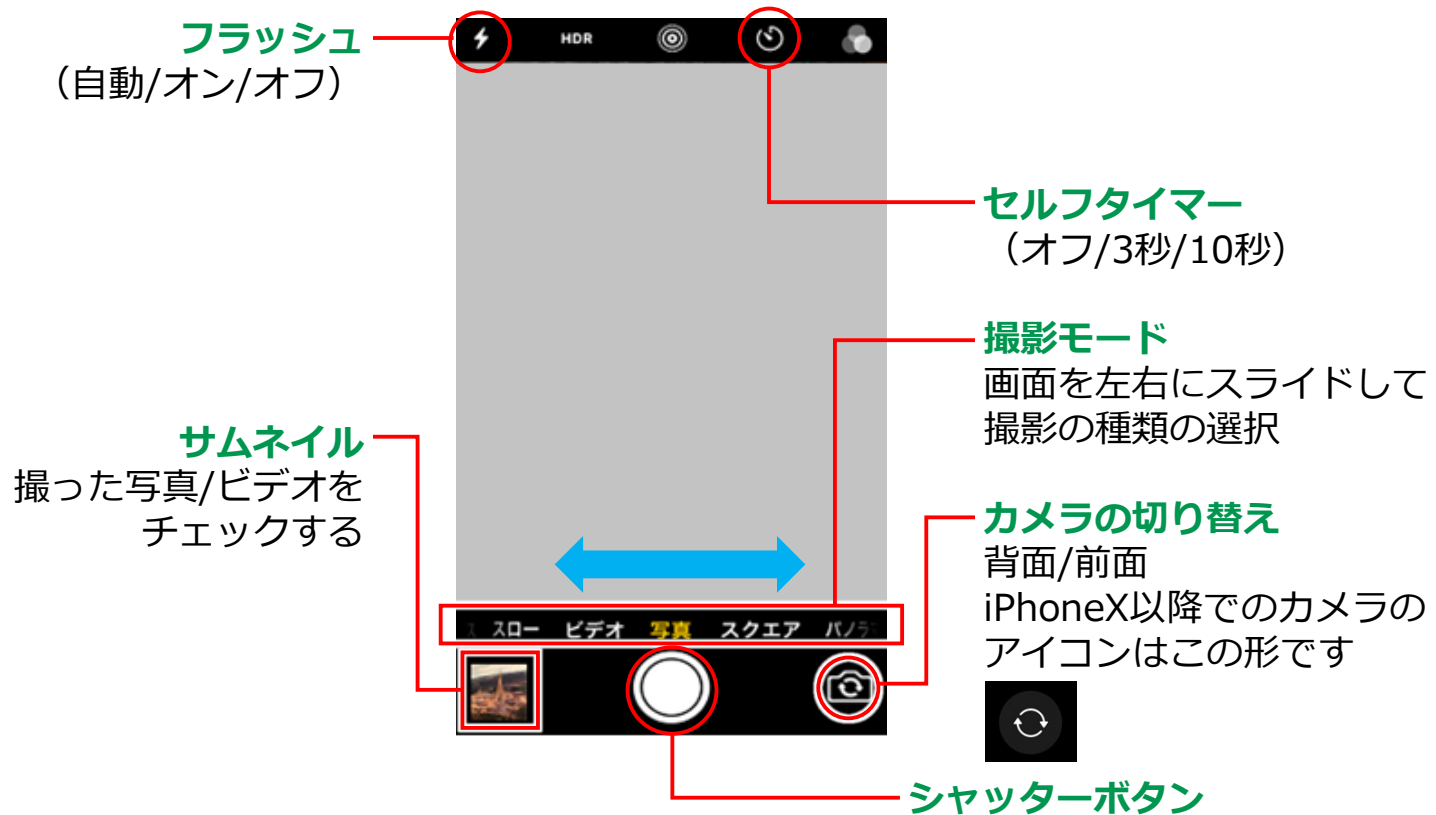 フラッシュ
（自動/オン/オフ）
HDR
セルフタイマー
（オフ/3秒/10秒）
撮影モード
画面を左右にスライドして
撮影の種類の選択
サムネイル
撮った写真/ビデオを
チェックする
カメラの切り替え
背面/前面
iPhoneX以降でのカメラの
アイコンはこの形です
スロー ビデオ 写真 スクエア パノラ
シャッターボタン